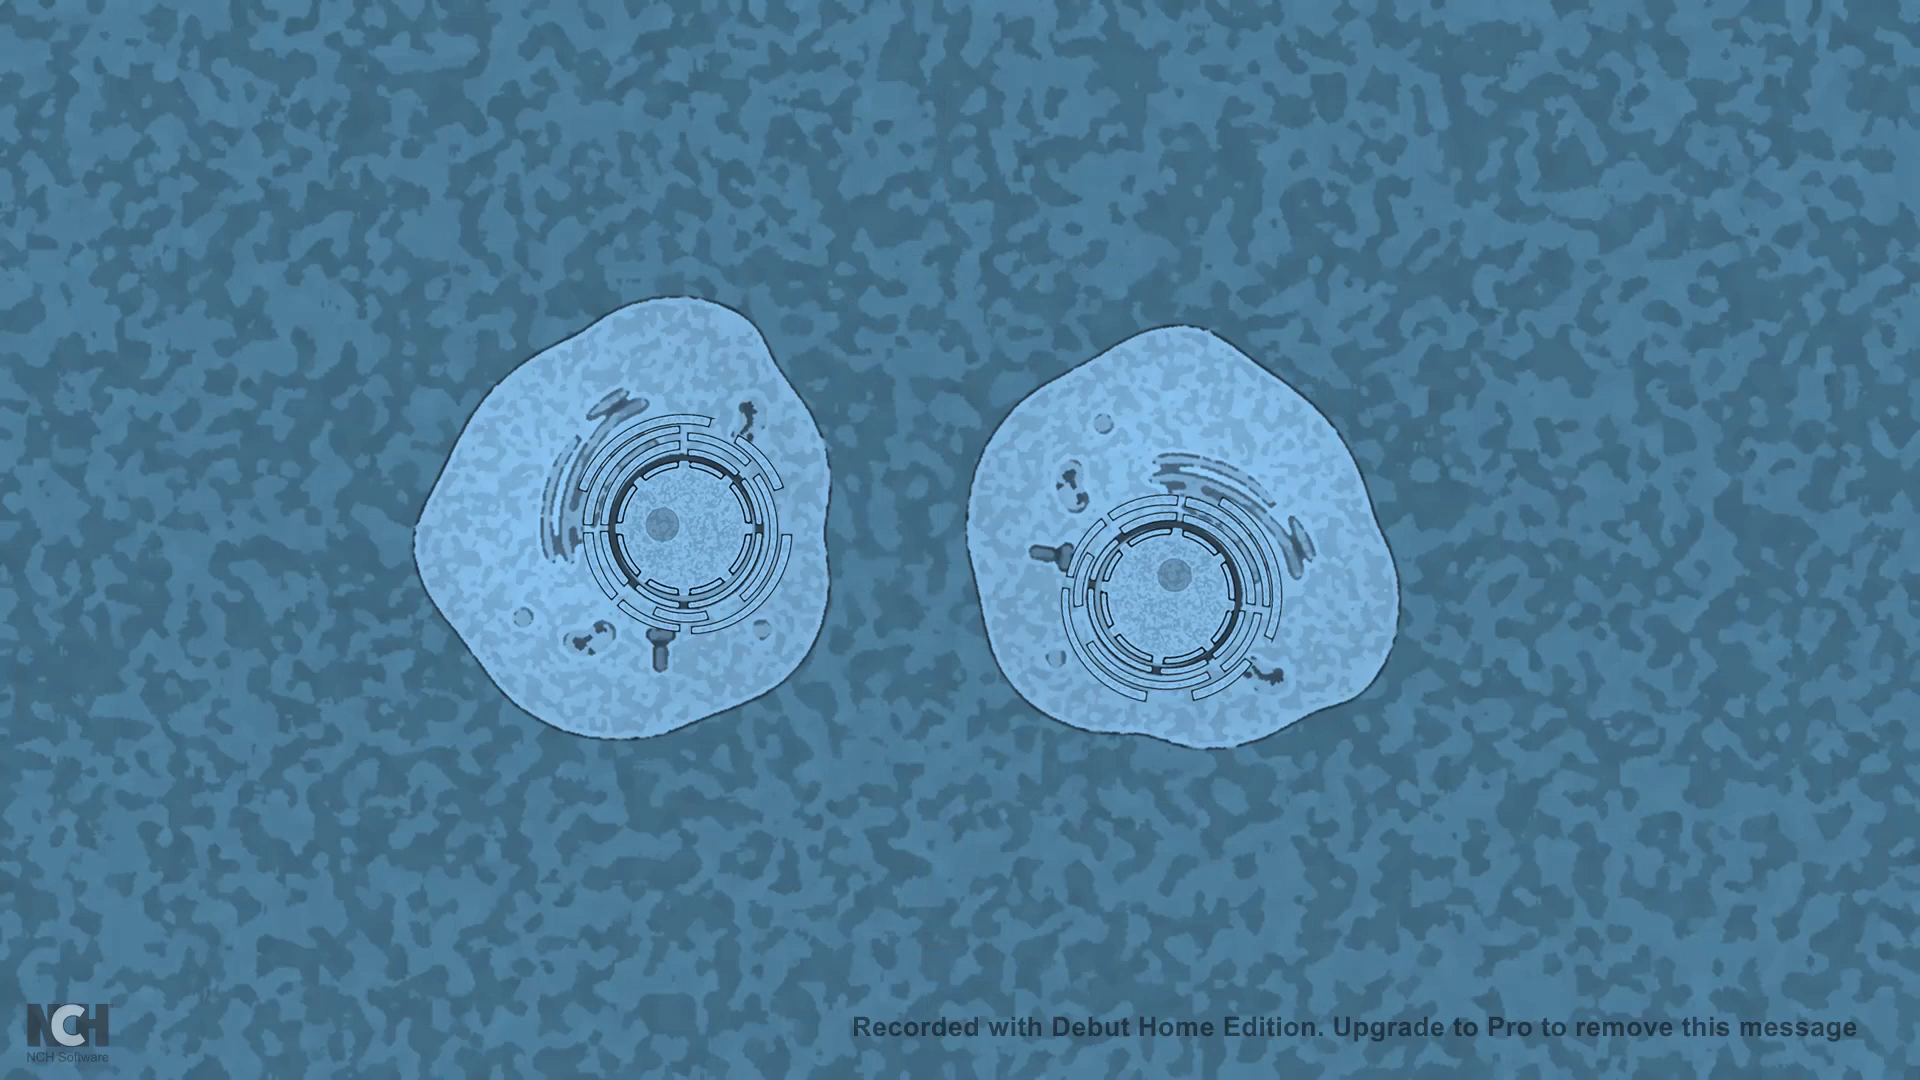 NCH
NCH Software
Recorded with Debut Home Edition. Upgrade to Pro to remove this message